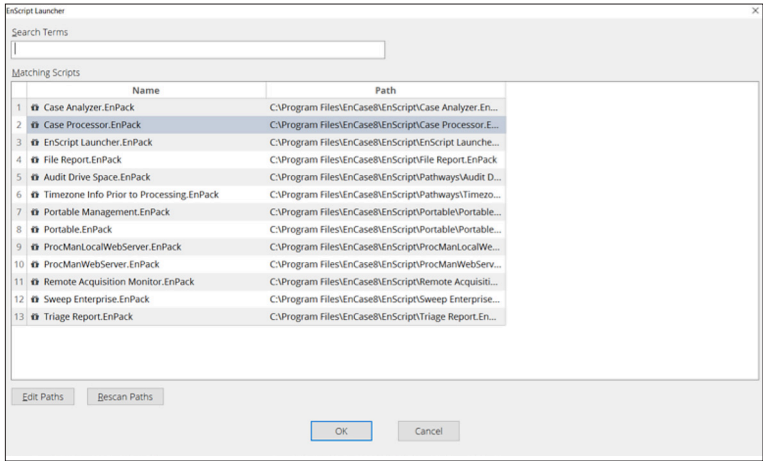 EnScript Launcher
Search Terms
Matching Scripts
Name Path
1 Case Analyzer.EnPack C:\Program Files\EnCase8\EnScript\Case Analyzer.En...
2 Case Processor.EnPack C:\Program Files\EnCase8\EnScript\Case Processor.E...
3 EnScript Launcher.EnPack C:\Program Files\EnCase8\EnScript\EnScript Launche...
4 File Report.EnPack C:\Program Files\EnCase8\EnScript\File Report.EnPack
5 Audit Drive Space.EnPack C:\Program Files\EnCase8\EnScript\Pathways\Audit D...
6 Timezone Info Prior to Processing.EnPack C:\Program Files\EnCase8\EnScript\Pathways\Timezo...
7 Portable Management.EnPack C:\Program Files\EnCase8\EnScript\Portable\Portable...
8 Portable.EnPack C:\Program Files\EnCase8\EnScript\Portable\Portable...
9 ProcManLocalWebServer.EnPack C:\Program Files\EnCase8\EnScript\ProcManLocalWe...
10 ProcManWebServer.EnPack C:\Program Files\EnCase8\EnScript\ProcManWebServ...
11 Remote Acquisition Monitor.EnPack C:\Program Files\EnCase8\EnScript\Remote Acquisiti...
12 Sweep Enterprise.EnPack C:\Program Files\EnCase8\EnScript\Sweep Enterprise...
13 Triage Report.EnPack C:\Program Files\EnCase8\EnScript\Triage Report.En...
Edit Paths Rescan Paths
OK Cancel